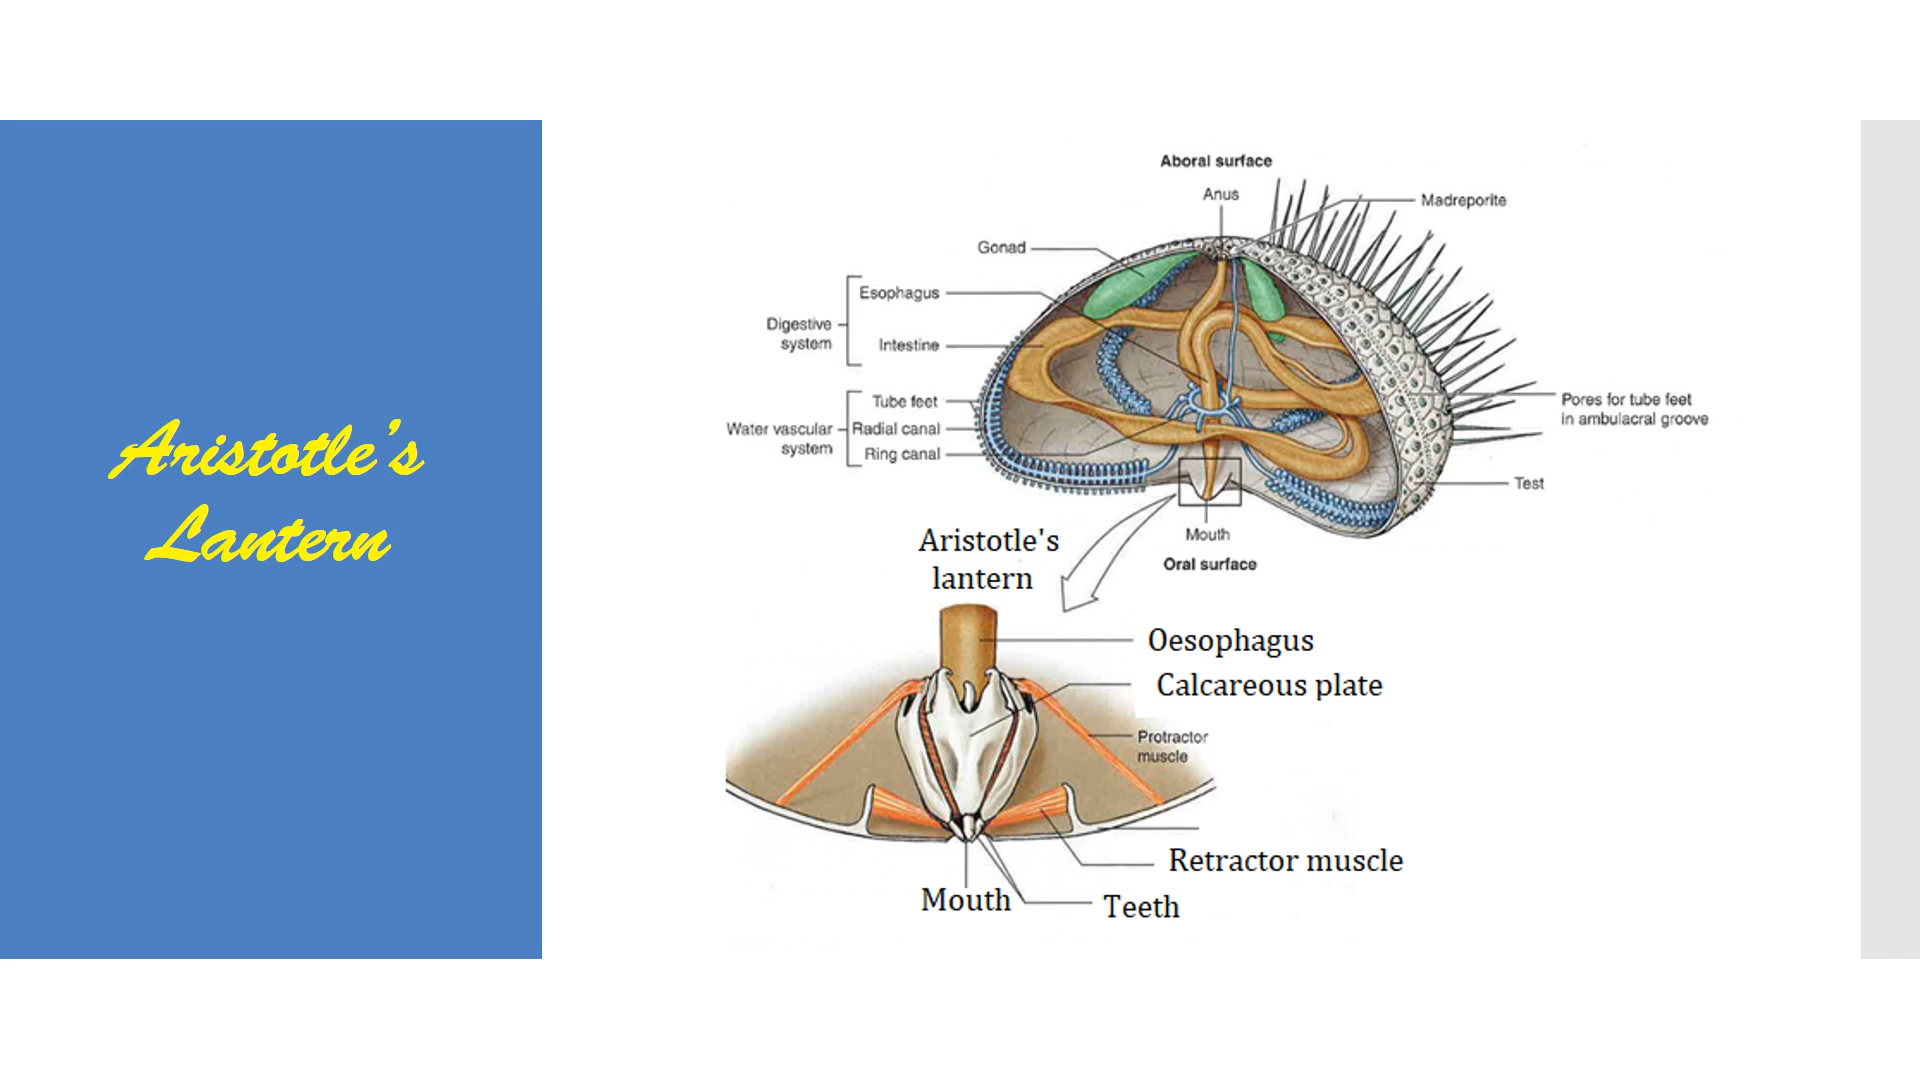 Aristotle's
Lantern
Aboral surface
Anus
Madreporite
Gonad
Esophagus
Digestive
system
Intestine
Tube feet
Water vascular
system
Radial canal
Ring canal
Pores for tube feet
in ambulacral groove
Test
Mouth
Oral surface
Aristotle's
lantern
Oesophagus
Calcareous plate
Protractor
muscle
Retractor muscle
Mouth
Teeth